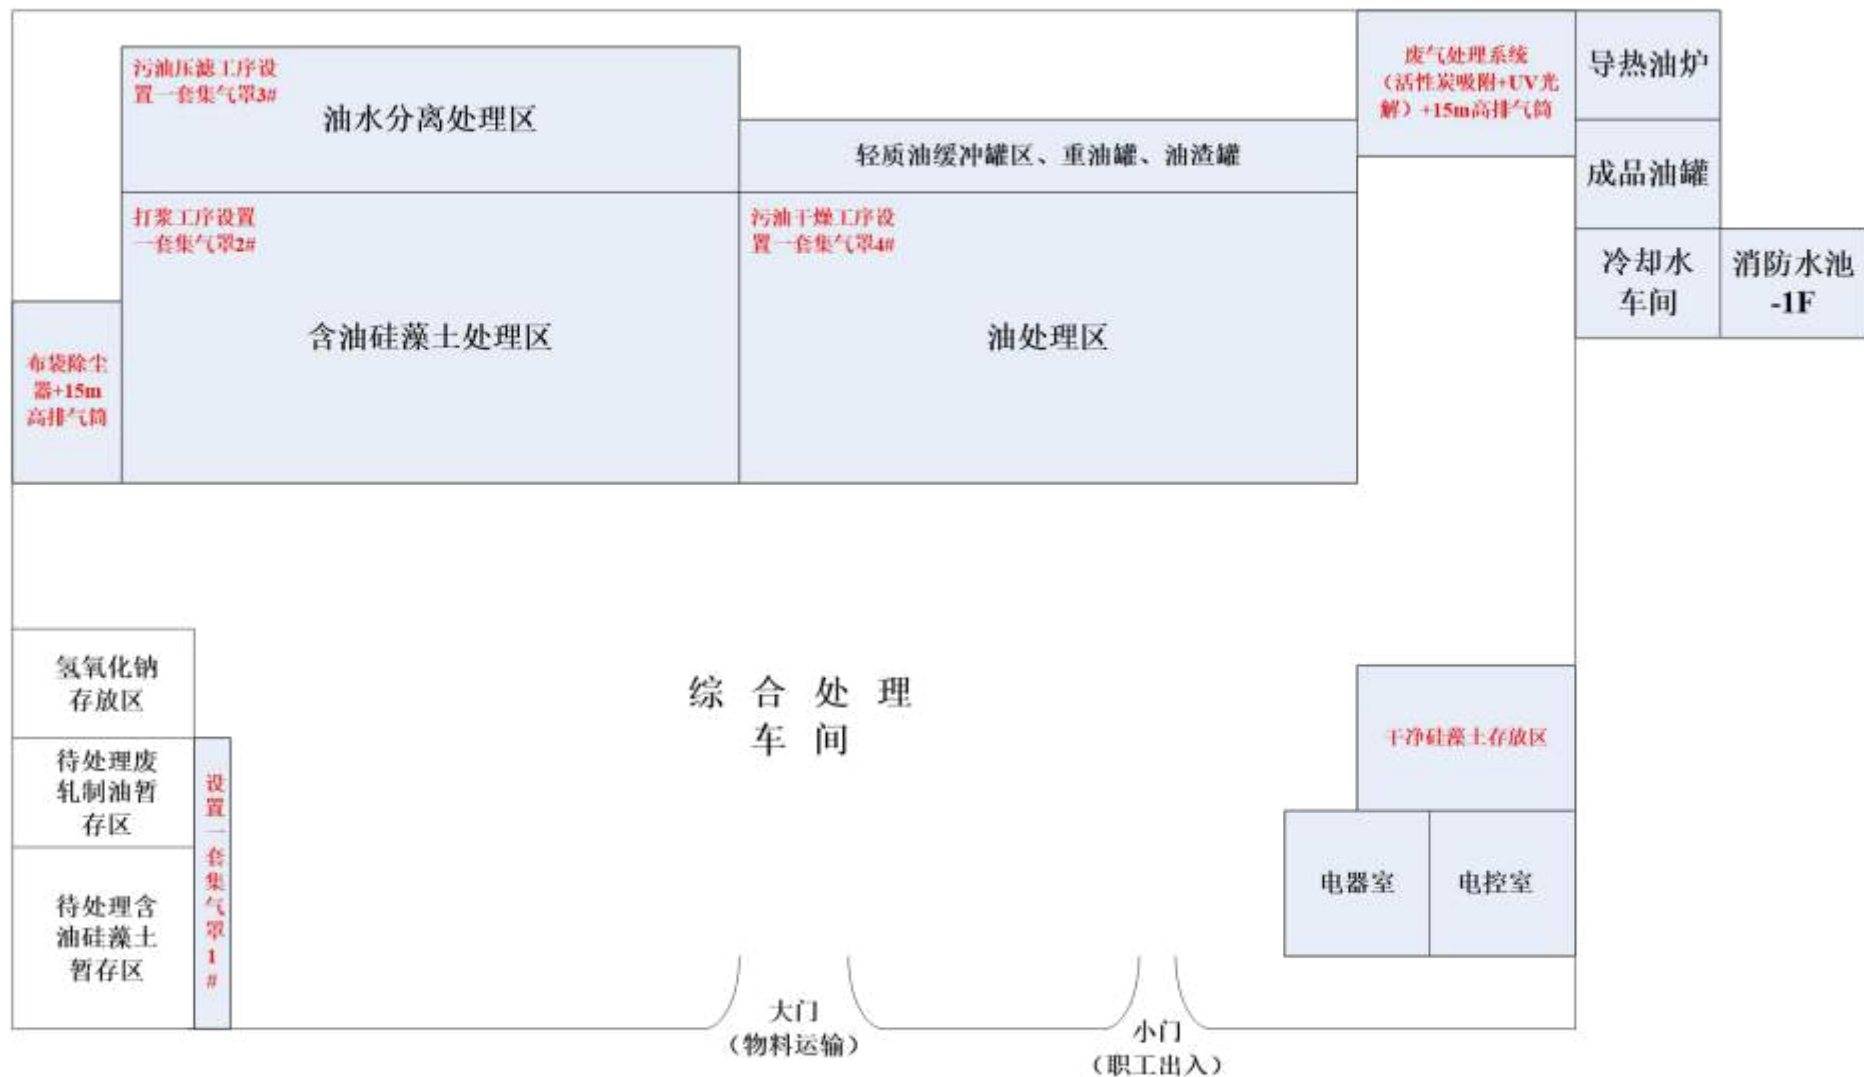 污油压滤工序设
置一套集气罩3#
油水分离处理区
轻质油缓冲罐区、重油罐、油渣罐
废气处理系统
（活性炭吸附+UV光
解）+15m高排气筒
导热油炉
成品油罐
冷却水
车间
消防水池
-1F
打浆工序设置
一套集气罩2#
含油硅藻土处理区
污油干燥工序设
置一套集气罩4#
油处理区
布袋除尘
器+15m
高排气筒
氢氧化钠
存放区
待处理废
轧制油暂
存区
待处理含
油硅藻土
暂存区
设置一套集气罩1#
综合处理
车间
干净硅藻土存放区
电器室
电控室
大门
（物料运输）
小门
（职工出入）